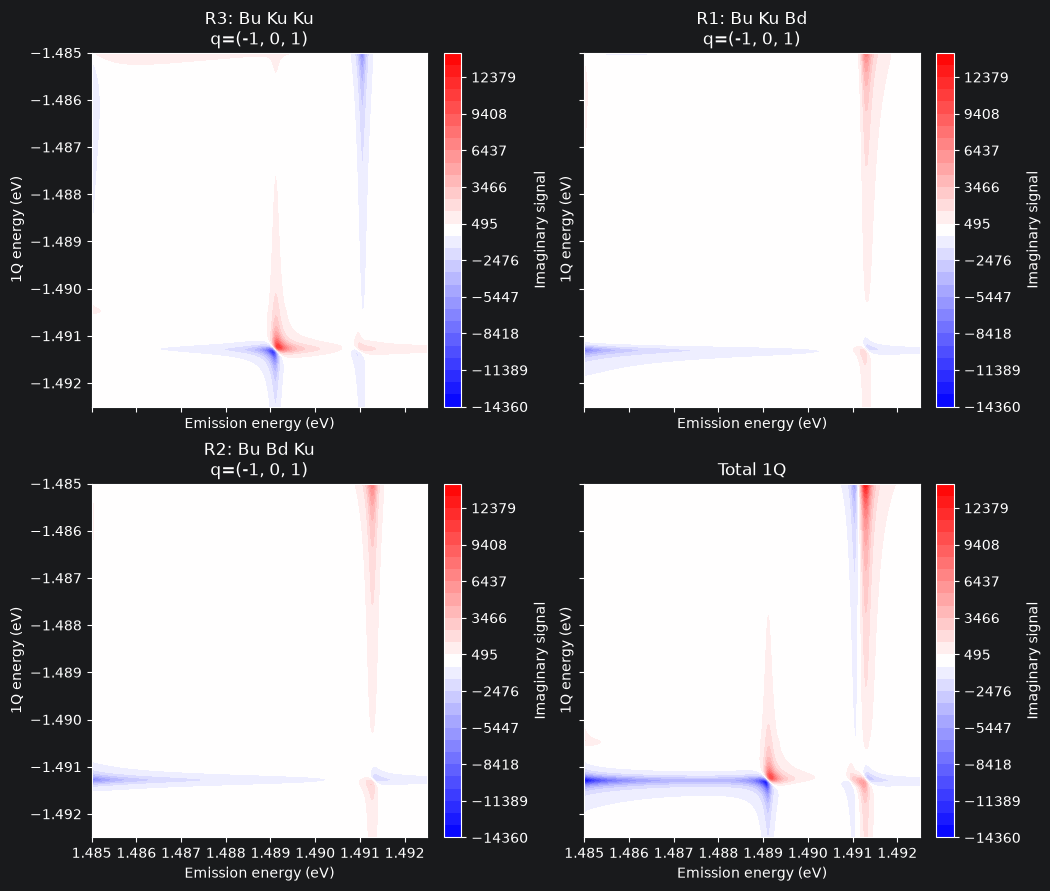 R3: Bu Ku Ku
q=(-1, 0, 1)
−1.485
−1.486
−1.487
−1.488
−1.489
−1.490
−1.491
−1.492
1Q energy (eV)
Emission energy (eV)
12379
9408
6437
3466
495
−2476
−5447
−8418
−11389
−14360
Imaginary signal
R1: Bu Ku Bd
q=(-1, 0, 1)
1Q energy (eV)
Emission energy (eV)
12379
9408
6437
3466
495
−2476
−5447
−8418
−11389
−14360
Imaginary signal
R2: Bu Bd Ku
q=(-1, 0, 1)
−1.485
−1.486
−1.487
−1.488
−1.489
−1.490
−1.491
−1.492
1Q energy (eV)
1.485 1.486 1.487 1.488 1.489 1.490 1.491 1.492
Emission energy (eV)
12379
9408
6437
3466
495
−2476
−5447
−8418
−11389
−14360
Imaginary signal
Total 1Q
1Q energy (eV)
1.485 1.486 1.487 1.488 1.489 1.490 1.491 1.492
Emission energy (eV)
12379
9408
6437
3466
495
−2476
−5447
−8418
−11389
−14360
Imaginary signal